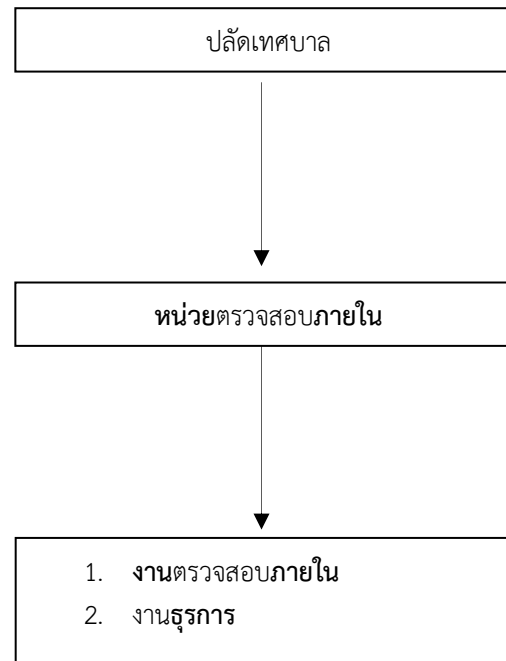 ปลัดเทศบาล
หน่วยตรวจสอบภายใน
1. งานตรวจสอบภายใน
2. งานธุรการ